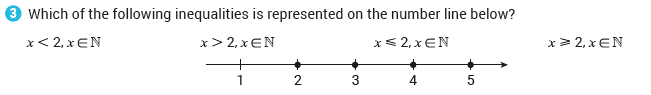 3 Which of the following inequalities is represented on the number line below?
x < 2, x ∈ ℕ x > 2, x ∈ ℕ x ⩽ 2, x ∈ ℕ x ⩾ 2, x ∈ ℕ
1 2 3 4 5